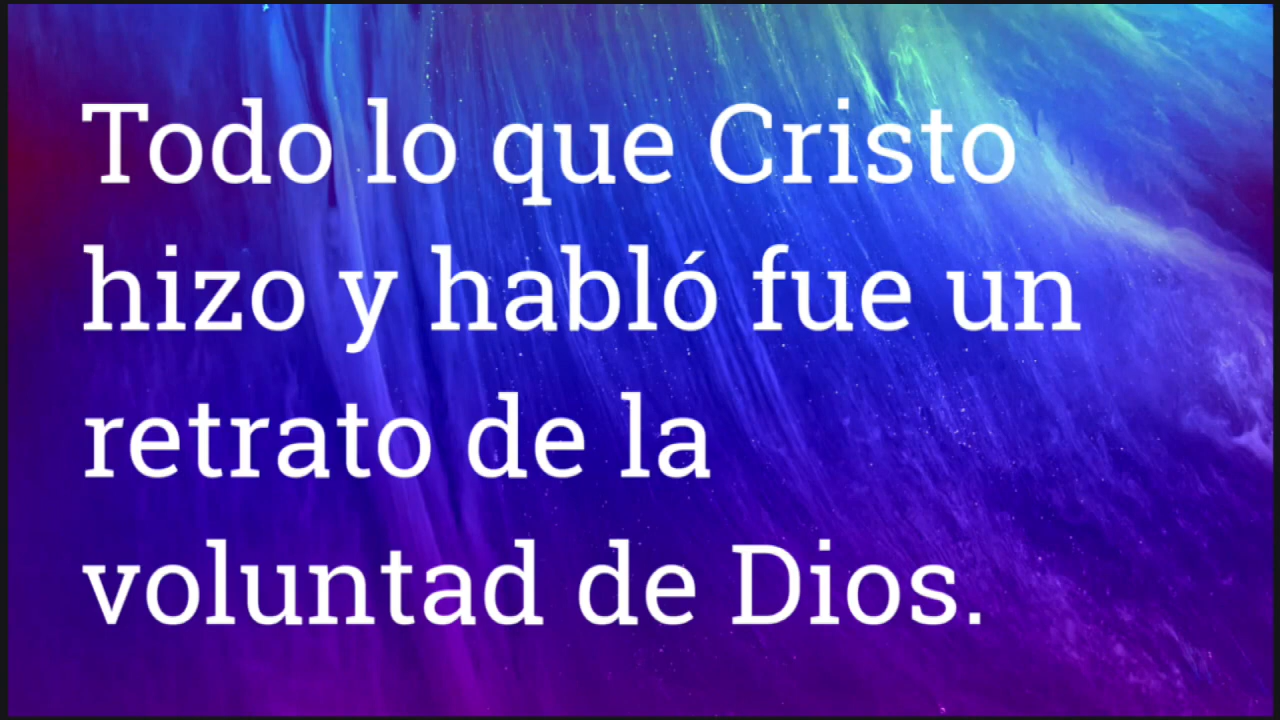 Todo lo que Cristo
hizo y habló fue un
retrato de la
voluntad de Dios.